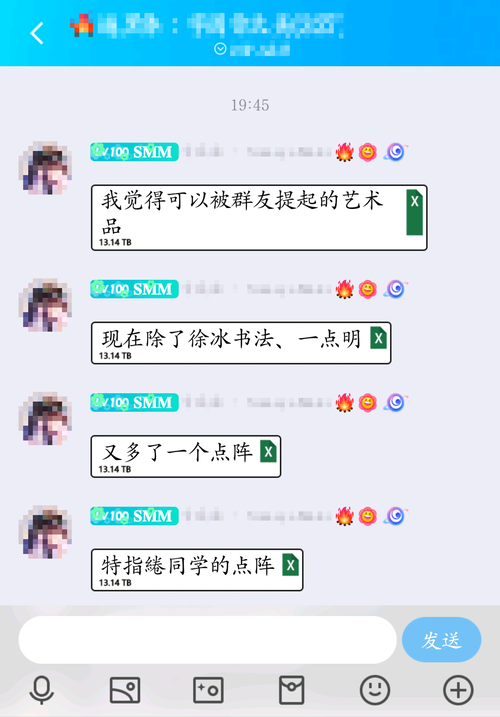 19:45
LV100 SMM
我觉得可以被群友提起的艺术
品
13.14 TB
LV100 SMM
现在除了徐冰书法、一点明
13.14 TB
LV100 SMM
又多了一个点阵
13.14 TB
LV100 SMM
特指绻同学的点阵
13.14 TB
发送